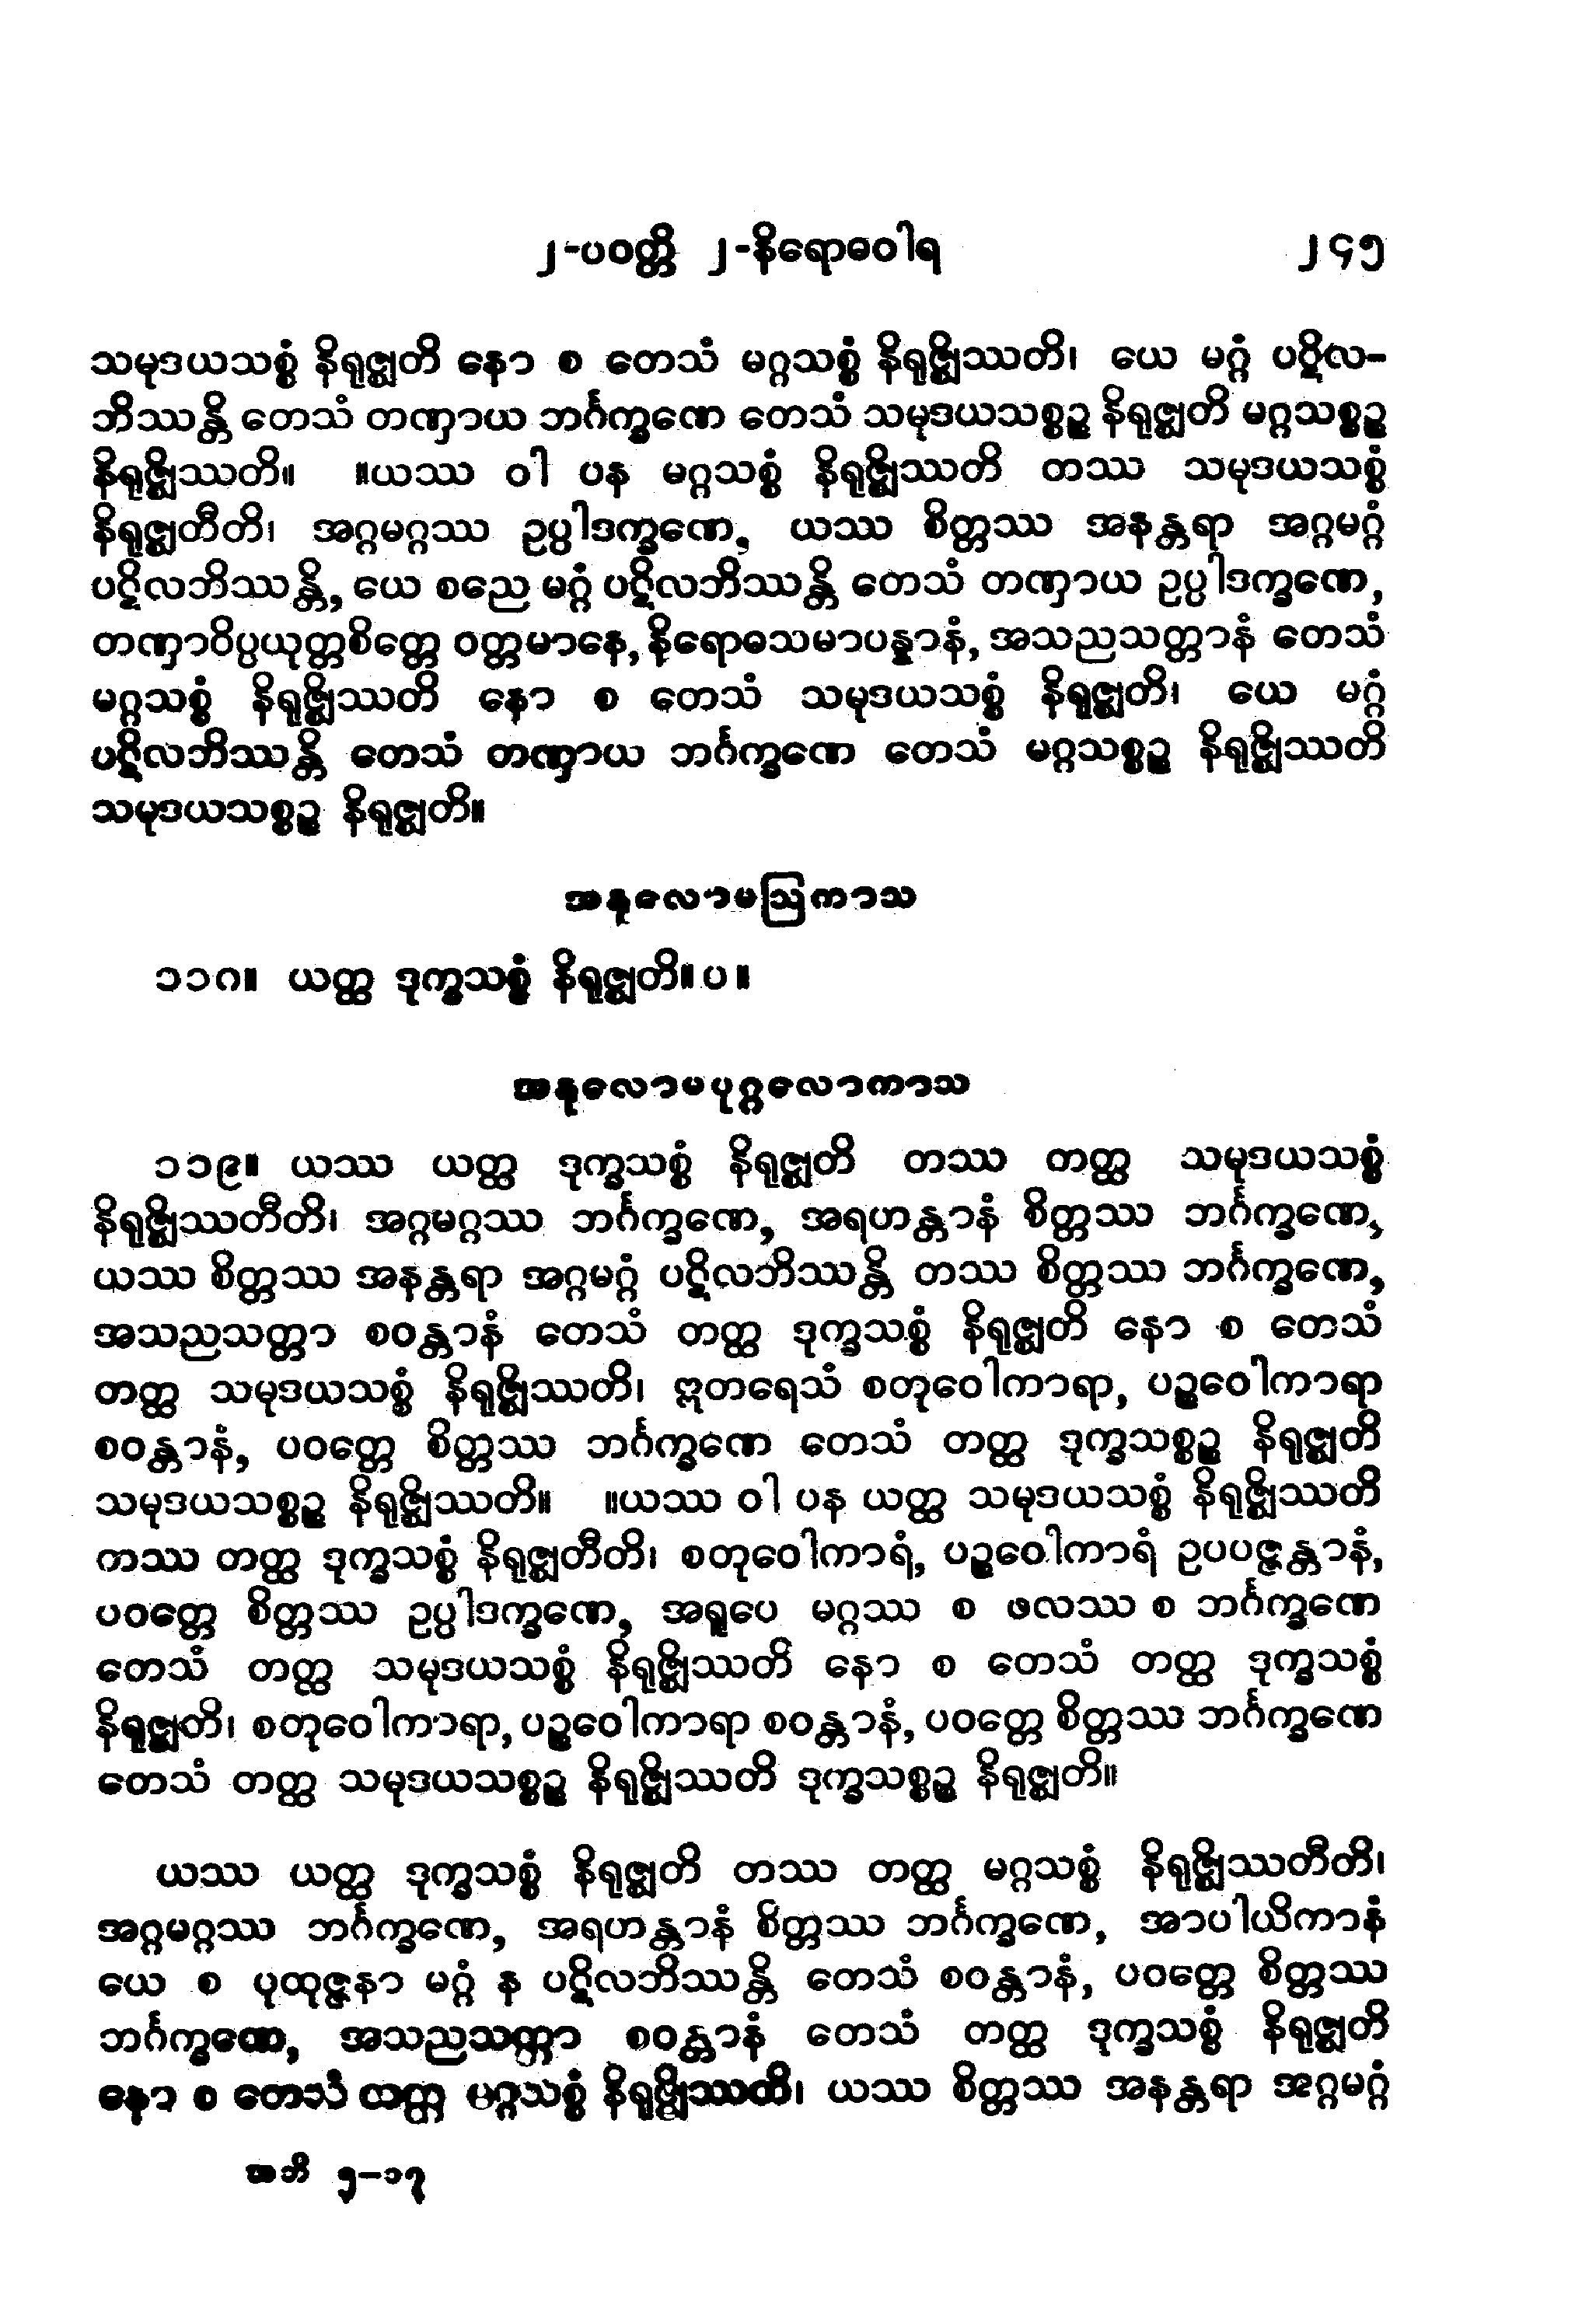 ၂-ပဝတ္တိ ၂-နိရောဓဝါရ ၂၄၅
သမုဒယသစ္စံ နိရုဇ္ဈတိ နော စ တေသံ မဂ္ဂသစ္စံ နိရုဇ္ဈိဿတိ၊ ယေ မဂ္ဂံ ပဋိလ-
ဘိဿန္တိ တေသံ တဏှာယ ဘင်္ဂက္ခဏေ တေသံ သမုဒယသစ္စဉ္စ နိရုဇ္ဈတိ မဂ္ဂသစ္စဉ္စ
နိရုဇ္ဈိဿတိ။ ။ယဿ ဝါ ပန မဂ္ဂသစ္စံ နိရုဇ္ဈိဿတိ တဿ သမုဒယသစ္စံ
နိရုဇ္ဈတီတိ၊ အဂ္ဂမဂ္ဂဿ ဥပ္ပါဒက္ခဏေ, ယဿ စိတ္တဿ အနန္တရာ အဂ္ဂမဂ္ဂံ
ပဋိလဘိဿန္တိ, ယေ စညေ မဂ္ဂံ ပဋိလဘိဿန္တိ တေသံ တဏှာယ ဥပ္ပါဒက္ခဏေ,
တဏှာဝိပ္ပယုတ္တစိတ္တေ ဝတ္တမာနေ, နိရောဓသမာပန္နာနံ, အသညသတ္တာနံ တေသံ
မဂ္ဂသစ္စံ နိရုဇ္ဈိဿတိ နော စ တေသံ သမုဒယသစ္စံ နိရုဇ္ဈတိ၊ ယေ မဂ္ဂံ
ပဋိလဘိဿန္တိ တေသံ တဏှာယ ဘင်္ဂက္ခဏေ တေသံ မဂ္ဂသစ္စဉ္စ နိရုဇ္ဈိဿတိ
သမုဒယသစ္စဉ္စ နိရုဇ္ဈတိ။
အနုလောမဩကာသ
၁၁၈။ ယတ္ထ ဒုက္ခသစ္စံ နိရုဇ္ဈတိ။ ပ ။
အနုလောမပုဂ္ဂလောကာသ
၁၁၉။ ယဿ ယတ္ထ ဒုက္ခသစ္စံ နိရုဇ္ဈတိ တဿ တတ္ထ သမုဒယသစ္စံ
နိရုဇ္ဈိဿတီတိ၊ အဂ္ဂမဂ္ဂဿ ဘင်္ဂက္ခဏေ, အရဟန္တာနံ စိတ္တဿ ဘင်္ဂက္ခဏေ,
ယဿ စိတ္တဿ အနန္တရာ အဂ္ဂမဂ္ဂံ ပဋိလဘိဿန္တိ တဿ စိတ္တဿ ဘင်္ဂက္ခဏေ,
အသညသတ္တာ စဝန္တာနံ တေသံ တတ္ထ ဒုက္ခသစ္စံ နိရုဇ္ဈတိ နော စ တေသံ
တတ္ထ သမုဒယသစ္စံ နိရုဇ္ဈိဿတိ၊ ဣတရေသံ စတုဝေါကာရာ, ပဉ္စဝေါကာရာ
စဝန္တာနံ, ပဝတ္တေ စိတ္တဿ ဘင်္ဂက္ခဏေ တေသံ တတ္ထ ဒုက္ခသစ္စဉ္စ နိရုဇ္ဈတိ
သမုဒယသစ္စဉ္စ နိရုဇ္ဈိဿတိ။ ။ယဿ ဝါ ပန ယတ္ထ သမုဒယသစ္စံ နိရုဇ္ဈိဿတိ
ကဿ တတ္ထ ဒုက္ခသစ္စံ နိရုဇ္ဈတီတိ၊ စတုဝေါကာရံ, ပဉ္စဝေါကာရံ ဥပပဇ္ဇန္တာနံ,
ပဝတ္တေ စိတ္တဿ ဥပ္ပါဒက္ခဏေ, အရူပေ မဂ္ဂဿ စ ဖလဿ စ ဘင်္ဂက္ခဏေ
တေသံ တတ္ထ သမုဒယသစ္စံ နိရုဇ္ဈိဿတိ နော စ တေသံ တတ္ထ ဒုက္ခသစ္စံ
နိရုဇ္ဈတိ၊ စတုဝေါကာရာ, ပဉ္စဝေါကာရာ စဝန္တာနံ, ပဝတ္တေ စိတ္တဿ ဘင်္ဂက္ခဏေ
တေသံ တတ္ထ သမုဒယသစ္စဉ္စ နိရုဇ္ဈိဿတိ ဒုက္ခသစ္စဉ္စ နိရုဇ္ဈတိ။
ယဿ ယတ္ထ ဒုက္ခသစ္စံ နိရုဇ္ဈတိ တဿ တတ္ထ မဂ္ဂသစ္စံ နိရုဇ္ဈိဿတီတိ၊
အဂ္ဂမဂ္ဂဿ ဘင်္ဂက္ခဏေ, အရဟန္တာနံ စိတ္တဿ ဘင်္ဂက္ခဏေ, အာပါယိကာနံ
ယေ စ ပုထုဇ္ဇနာ မဂ္ဂံ န ပဋိလဘိဿန္တိ တေသံ စဝန္တာနံ, ပဝတ္တေ စိတ္တဿ
ဘင်္ဂက္ခဏေ, အသညသတ္တာ စဝန္တာနံ တေသံ တတ္ထ ဒုက္ခသစ္စံ နိရုဇ္ဈတိ
နော စ တေသံ တတ္ထ မဂ္ဂသစ္စံ နိရုဇ္ဈိဿတိ၊ ယဿ စိတ္တဿ အနန္တရာ အဂ္ဂမဂ္ဂံ
အဘိ ၅-၁၇